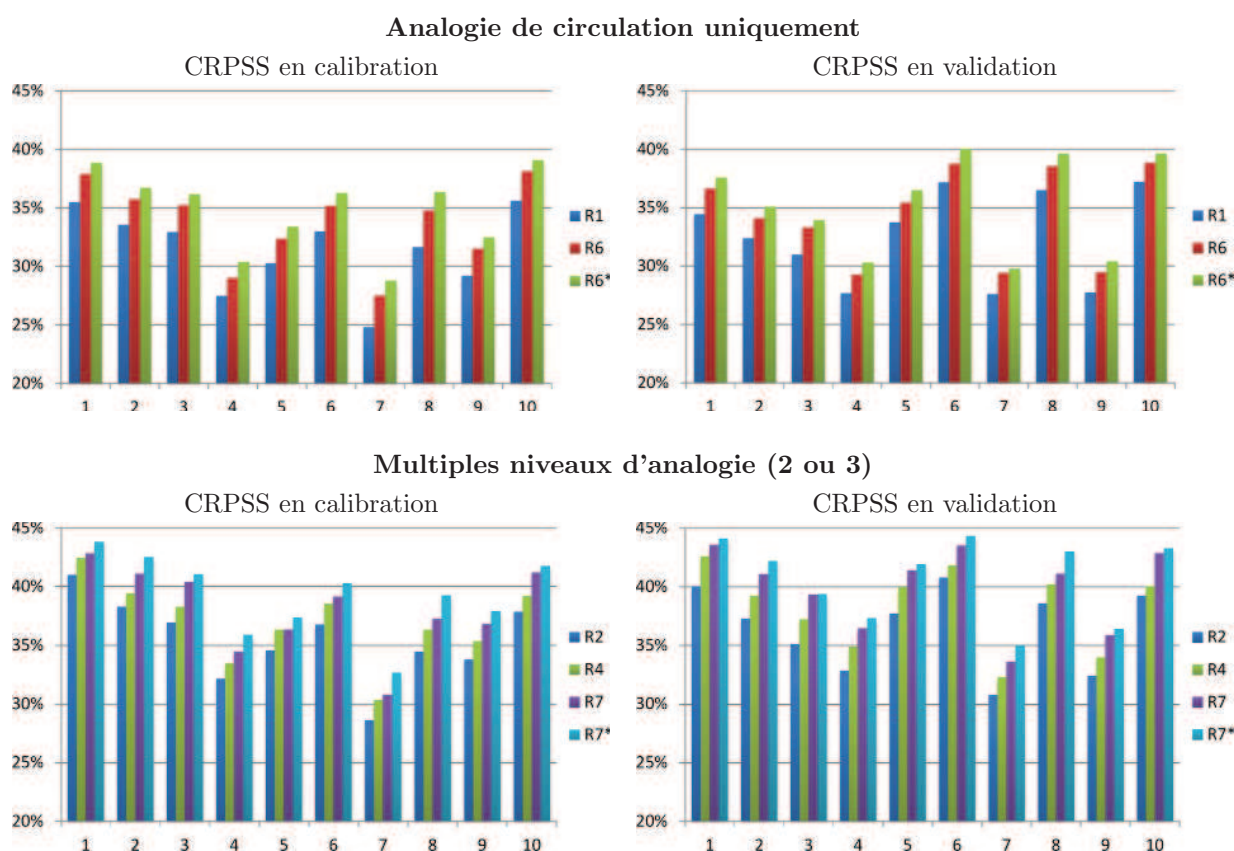 Analogie de circulation uniquement
CRPSS en calibration
45%
40%
35%
30%
25%
20%
1 2 3 4 5 6 7 8 9 10
CRPSS en validation
45%
40%
35%
30%
25%
20%
1 2 3 4 5 6 7 8 9 10
R1
R6
R6*
R1
R6
R6*
Multiples niveaux d'analogie (2 ou 3)
CRPSS en calibration
45%
40%
35%
30%
25%
20%
1 2 3 4 5 6 7 8 9 10
R2
R4
R7
R7*
CRPSS en validation
45%
40%
35%
30%
25%
20%
1 2 3 4 5 6 7 8 9 10
R2
R4
R7
R7*